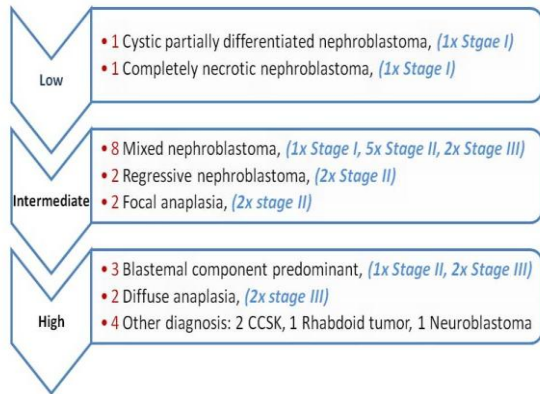 Low
• 1 Cystic partially differentiated nephroblastoma, (1x Stgae I)
• 1 Completely necrotic nephroblastoma, (1x Stage I)
Intermediate
• 8 Mixed nephroblastoma, (1x Stage I, 5x Stage II, 2x Stage III)
• 2 Regressive nephroblastoma, (2x Stage II)
• 2 Focal anaplasia, (2x stage II)
High
• 3 Blastemal component predominant, (1x Stage II, 2x Stage III)
• 2 Diffuse anaplasia, (2x stage III)
• 4 Other diagnosis: 2 CCSK, 1 Rhabdoid tumor, 1 Neuroblastoma